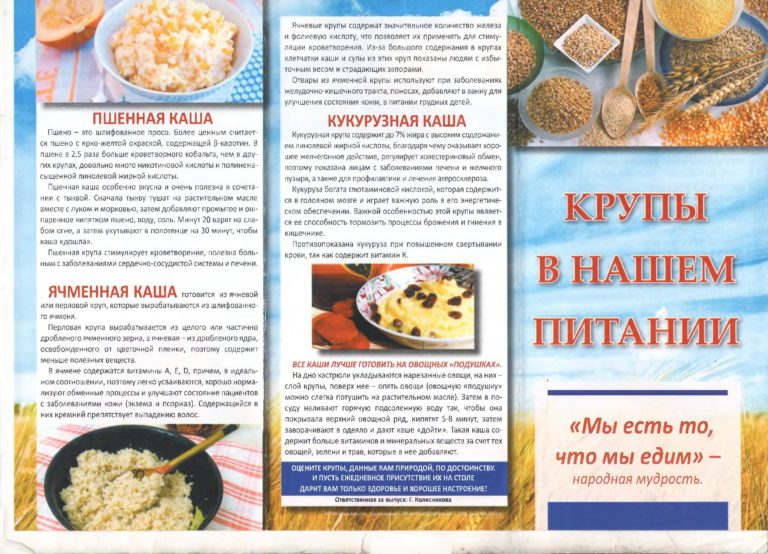 ПШЕННАЯ КАША
Пшено – это шлифованное просо. Более ценным считает-
ся пшено с ярко-желтой окраской, содержащей β-каротин. В
пшене в 2,5 раза больше кроветворного кобальта, чем в дру-
гих крупах, довольно много никотиновой кислоты и полинена-
сыщенной линолевой жирной кислоты.
Пшенная каша особенно вкусна и очень полезна в сочета-
нии с тыквой. Сначала тыкву тушат на растительном масле
вместе с луком и морковью, затем добавляют промытое и ош-
паренное кипятком пшено, воду, соль. Минут 20 варят на сла-
бом огне, а затем укутывают в полотенце на 30 минут, чтобы
каша «дошла».
Пшенная крупа стимулирует кроветворение, полезна боль-
ным с заболеваниями сердечно-сосудистой системы и печени.
ЯЧМЕННАЯ КАША готовится из ячневой
или перловой круп, которые вырабатываются из шлифованно-
го ячменя.
Перловая крупа вырабатывается из целого или частично
дробленого ячменного зерна, а ячневая – из дробленого ядра,
освобожденного от цветочной пленки, поэтому содержит
меньше полезных веществ.
В ячмене содержатся витамины А, Е, D, причем, в идеаль-
ном соотношении, поэтому легко усваиваются, хорошо норма-
лизуют обменные процессы и улучшают состояние пациентов
с заболеваниями кожи (экзема и псориаз). Содержащийся в
них кремний препятствует выпадению волос.
Ячневые крупы содержат значительное количество железа
и фолиевую кислоту, что позволяет их применять для стиму-
ляции кроветворения. Из-за большого содержания в крупах
клетчатки каши и супы из этих круп показаны людям с избы-
точным весом и страдающих запорами.
Отвары из ячменной крупы используют при заболеваниях
желудочно-кишечного тракта, поносах, добавляют в ванну для
улучшения состояния кожи, в питании грудных детей.
КУКУРУЗНАЯ КАША
Кукурузная крупа содержит до 7% жира с высоким содержани-
ем линолевой жирной кислоты, благодаря чему оказывает хоро-
шее желчегонное действие, регулирует холестериновый обмен,
поэтому показана лицам с заболеваниями печени и желчного
пузыря, а также для профилактики и лечения атеросклероза.
Кукуруза богата глютаминовой кислотой, которая содержит-
ся в головном мозге и играет важную роль в его энергетиче-
ском обеспечении. Важной особенностью этой крупы являет-
ся ее способность тормозить процессы брожения и гниения в
кишечнике.
Противопоказана кукуруза при повышенном свертывании
крови, так как содержит витамин К.
ВСЕ КАШИ ЛУЧШЕ ГОТОВИТЬ НА ОВОЩНЫХ «ПОДУШКАХ».
На дно кастрюли укладываются нарезанные овощи, на них –
слой крупы, поверх нее – опять овощи (овощную «подушку»
можно слегка потушить на растительном масле). Затем в по-
суду наливают горячую подсоленную воду так, чтобы она
покрывала верхний овощной ряд, кипятят 5-8 минут, затем
заворачивают в одеяло и дают каше «дойти». Такая каша со-
держит больше витаминов и минеральных веществ за счет тех
овощей, зелени и трав, которые в нее добавляют.
ОЦЕНИТЕ КРУПЫ, ДАННЫЕ ВАМ ПРИРОДОЙ, ПО ДОСТОИНСТВУ.
И ПУСТЬ ЕЖЕДНЕВНОЕ ПРИСУТСТВИЕ ИХ НА СТОЛЕ
ДАРИТ ВАМ ТОЛЬКО ЗДОРОВЬЕ И ХОРОШЕЕ НАСТРОЕНИЕ!
Ответственная за выпуск: Г. Колесникова
КРУПЫ
В НАШЕМ
ПИТАНИИ
«Мы есть то,
что мы едим» –
народная мудрость.